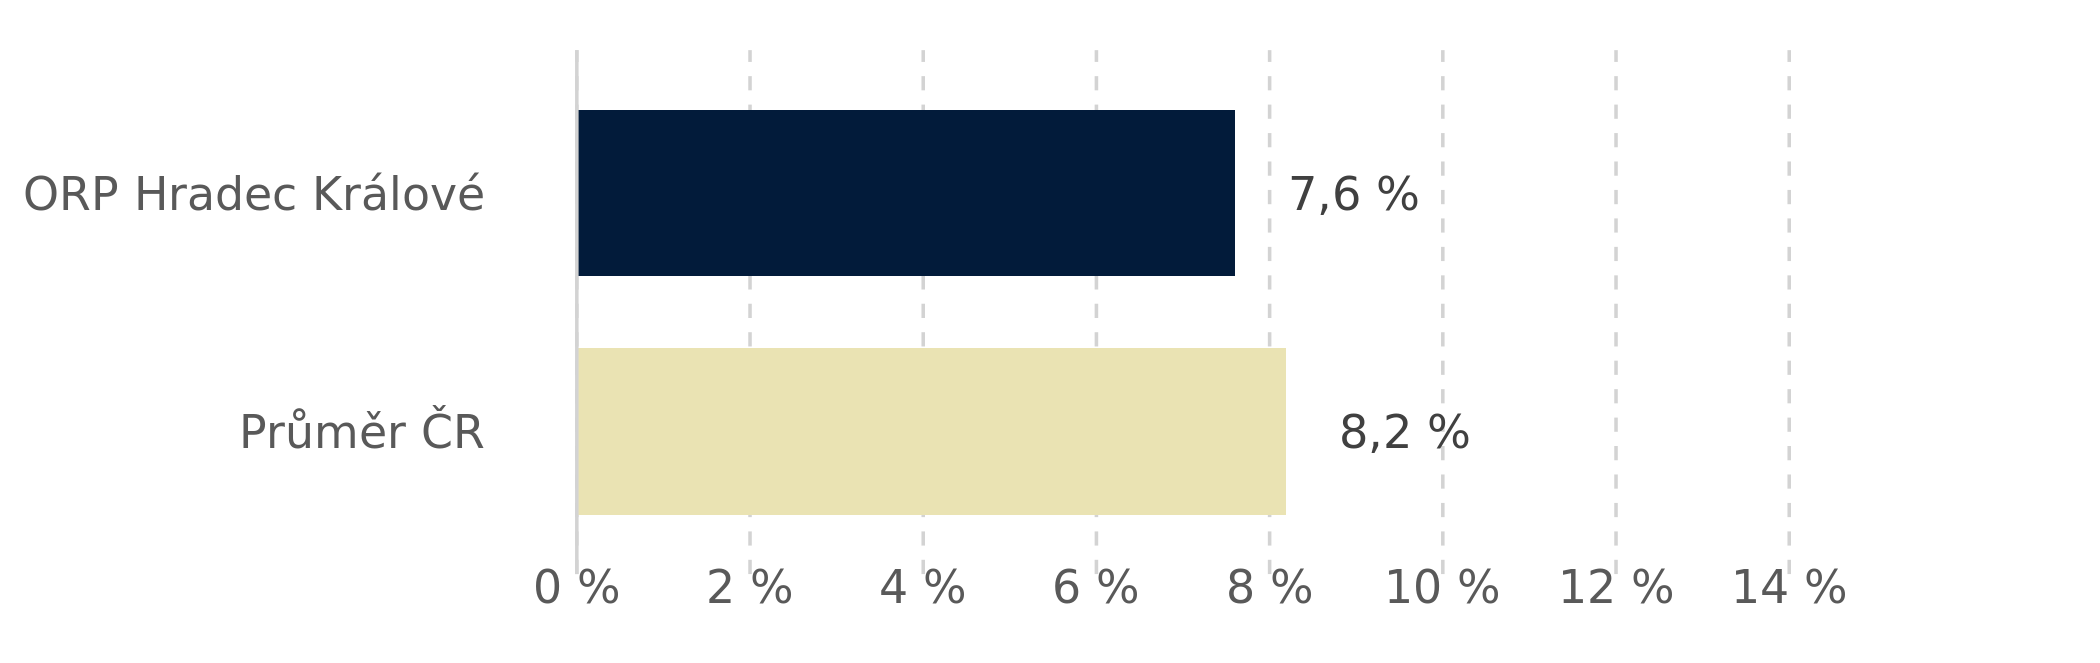 ORP Hradec Králové 7,6 %
Průměr ČR 8,2 %
0 % 2 % 4 % 6 % 8 % 10 % 12 % 14 %